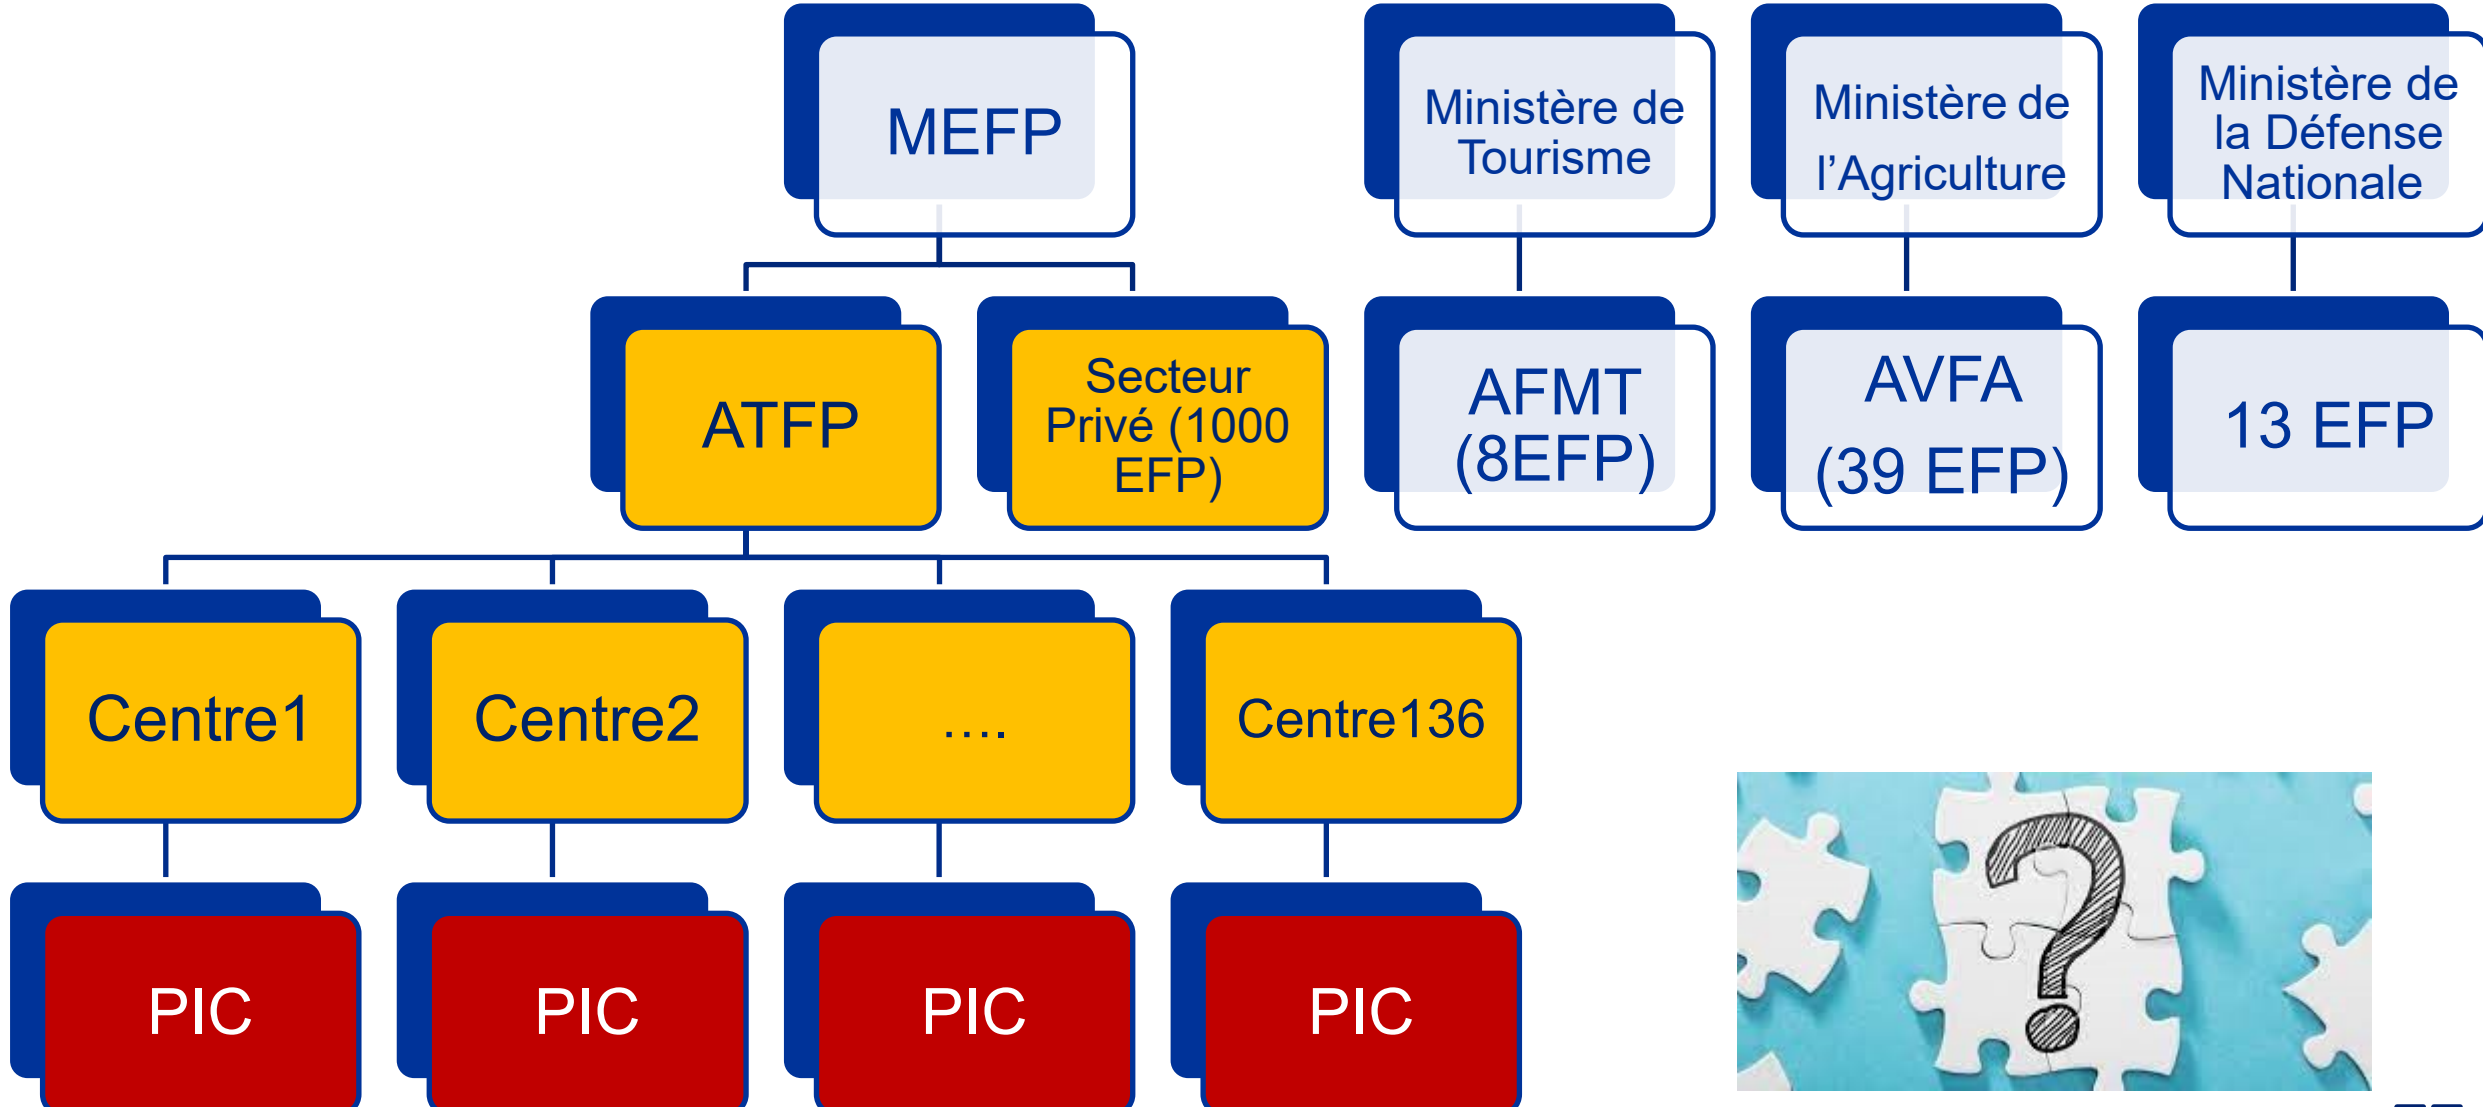 MEFP
Ministère de
Tourisme
Ministère de
l’Agriculture
Ministère de
la Défense
Nationale
ATFP
Secteur
Privé (1000
EFP)
AFMT
(8EFP)
AVFA
(39 EFP)
13 EFP
Centre1
Centre2
....
Centre136
PIC
PIC
PIC
PIC
?